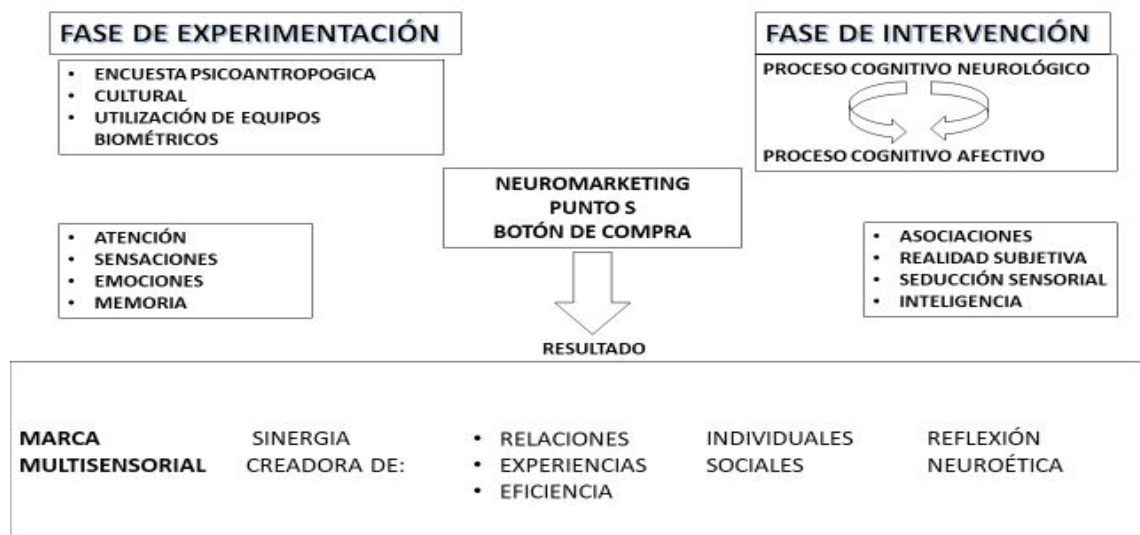 FASE DE EXPERIMENTACIÓN
• ENCUESTA PSICOANTROPOGICA
• CULTURAL
• UTILIZACIÓN DE EQUIPOS
BIOMÉTRICOS
FASE DE INTERVENCIÓN
PROCESO COGNITIVO NEUROLÓGICO
PROCESO COGNITIVO AFECTIVO
NEUROMARKETING
PUNTO S
BOTÓN DE COMPRA
• ATENCIÓN
• SENSACIONES
• EMOCIONES
• MEMORIA
• ASOCIACIONES
• REALIDAD SUBJETIVA
• SEDUCCIÓN SENSORIAL
• INTELIGENCIA
RESULTADO
MARCA
MULTISENSORIAL
SINERGIA
CREADORA DE:
• RELACIONES
• EXPERIENCIAS
• EFICIENCIA
INDIVIDUALES
SOCIALES
REFLEXIÓN
NEUROÉTICA